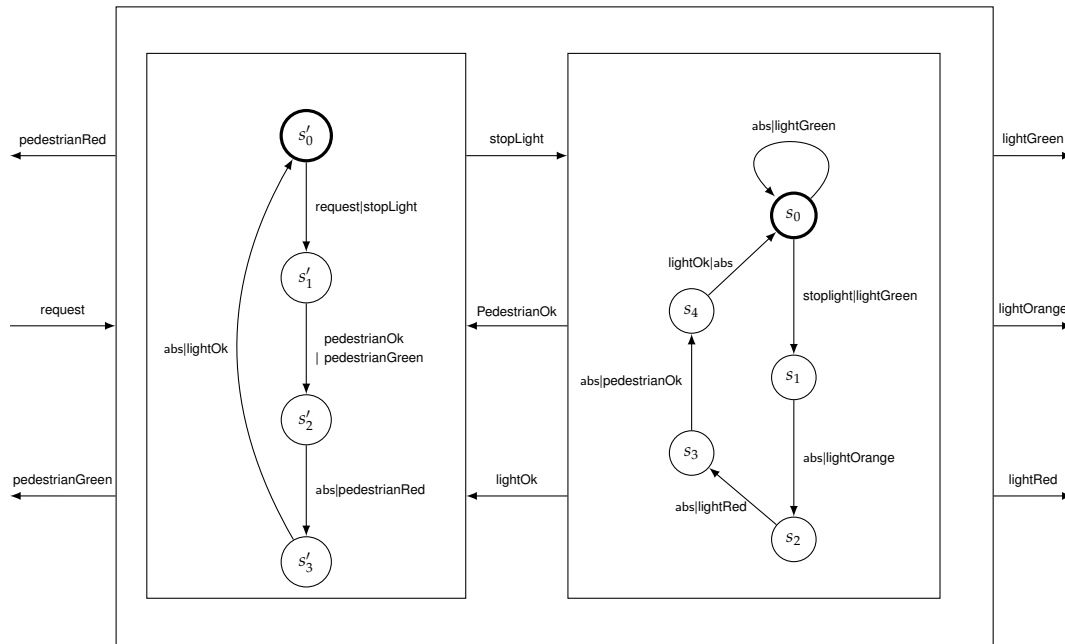 pedestrianRed
request
pedestrianGreen
s′0
request|stopLight
s′1
pedestrianOk
| pedestrianGreen
abs|lightOk
s′2
abs|pedestrianRed
s′3
stopLight
PedestrianOk
lightOk
abs|lightGreen
s0
lightOk|abs
stoplight|lightGreen
s4
s1
abs|pedestrianOk
s3
abs|lightOrange
abs|lightRed
s2
lightGreen
lightOrange
lightRed